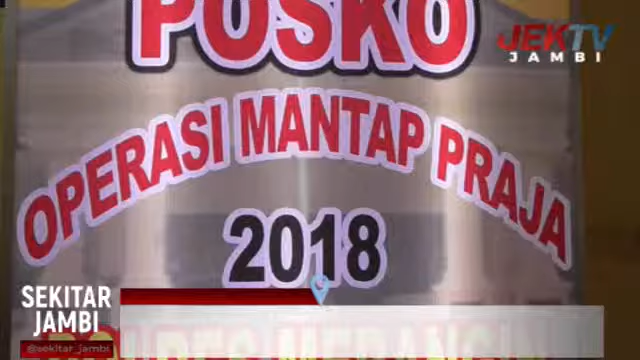 POSKO
JEKTV
JAMBI
OPERASI MANTAP PRAJA
2018
SEKITAR
JAMBI
@sekitar_jambi